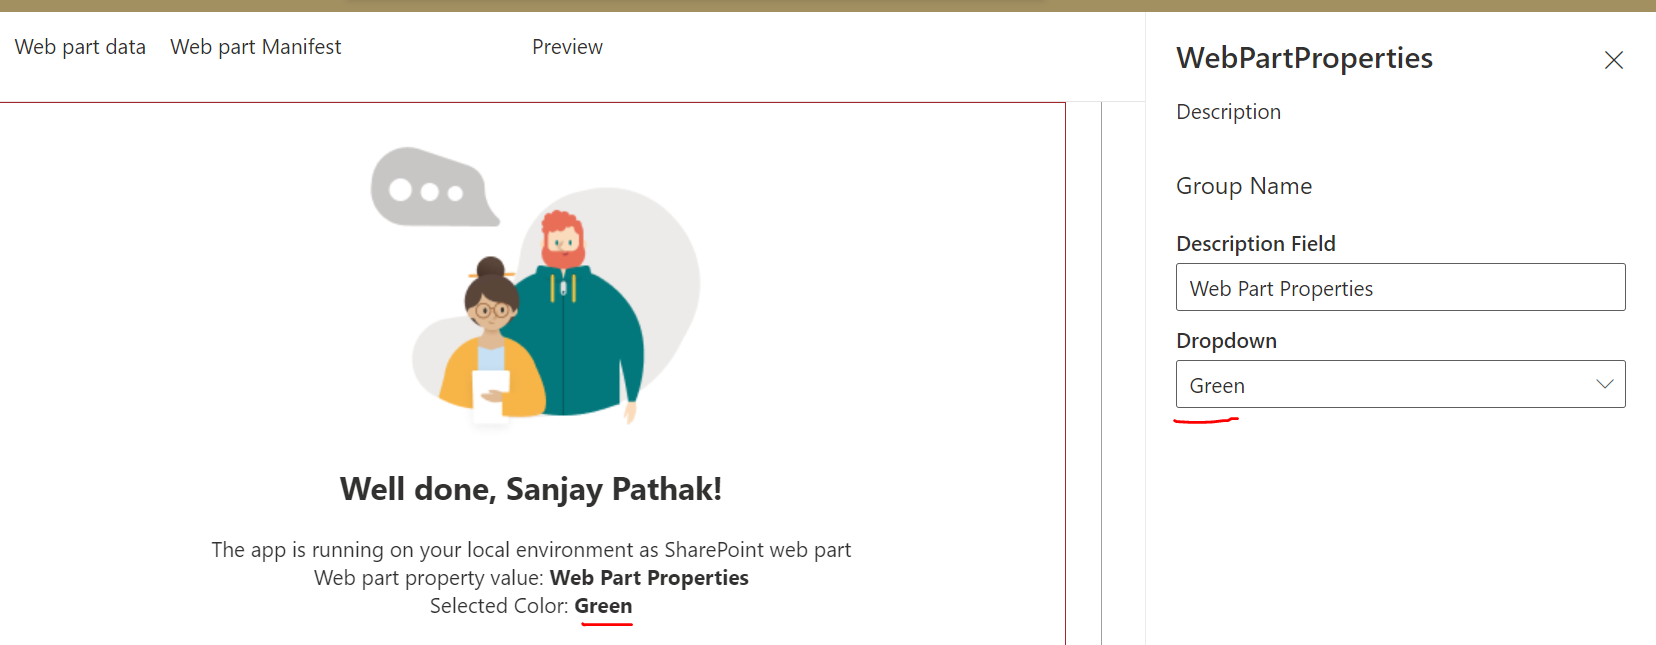 Web part data Web part Manifest Preview
Well done, Sanjay Pathak!
The app is running on your local environment as SharePoint web part
Web part property value: Web Part Properties
Selected Color: Green
WebPartProperties
Description
Group Name
Description Field
Web Part Properties
Dropdown
Green